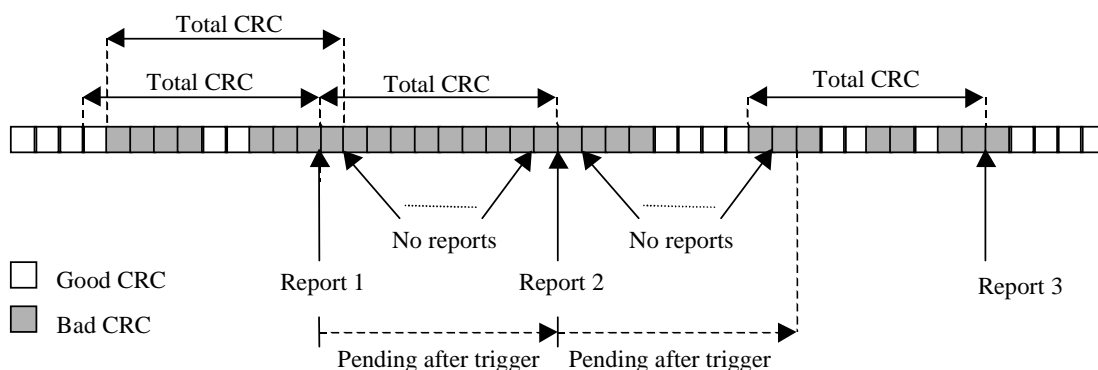 Total CRC
Total CRC
Total CRC
Total CRC
No reports
No reports
Good CRC
Report 1
Report 2
Report 3
Bad CRC
Pending after trigger
Pending after trigger